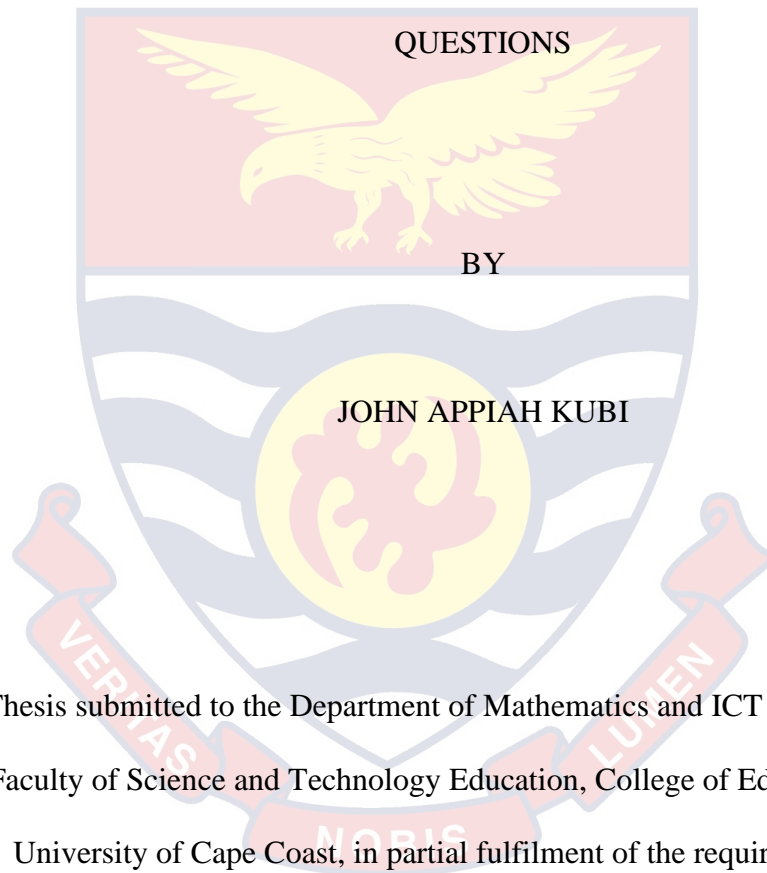 QUESTIONS
BY
JOHN APPIAH KUBI
Thesis submitted to the Department of Mathematics and ICT
Faculty of Science and Technology Education, College of
University of Cape Coast, in partial fulfilment of the
VERITAS
NOBIS
LUMEN